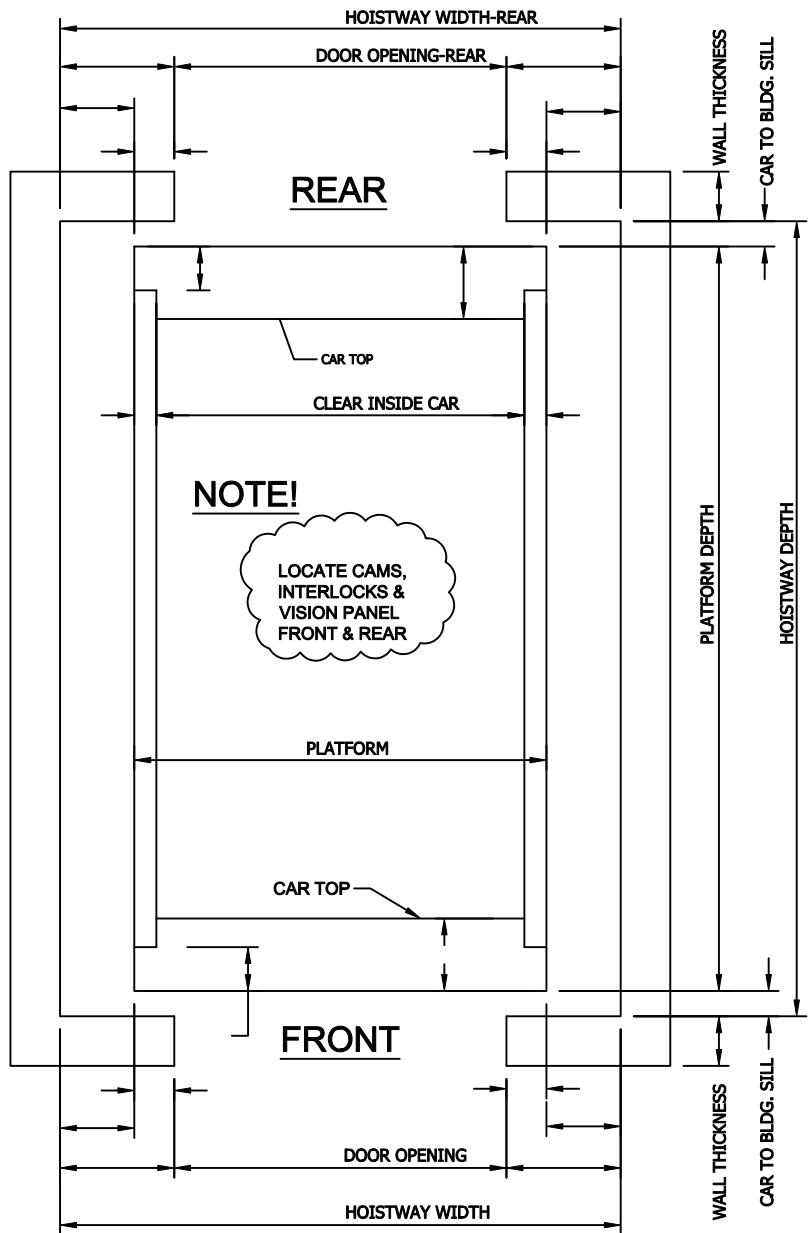 HOISTWAY WIDTH-REAR
DOOR OPENING-REAR
WALL THICKNESS
CAR TO BLDG. SILL
REAR
CAR TOP
CLEAR INSIDE CAR
NOTE!
LOCATE CAMS,
INTERLOCKS &
VISION PANEL
FRONT & REAR
PLATFORM DEPTH
HOISTWAY DEPTH
PLATFORM
CAR TOP
FRONT
WALL THICKNESS
CAR TO BLDG. SILL
DOOR OPENING
HOISTWAY WIDTH